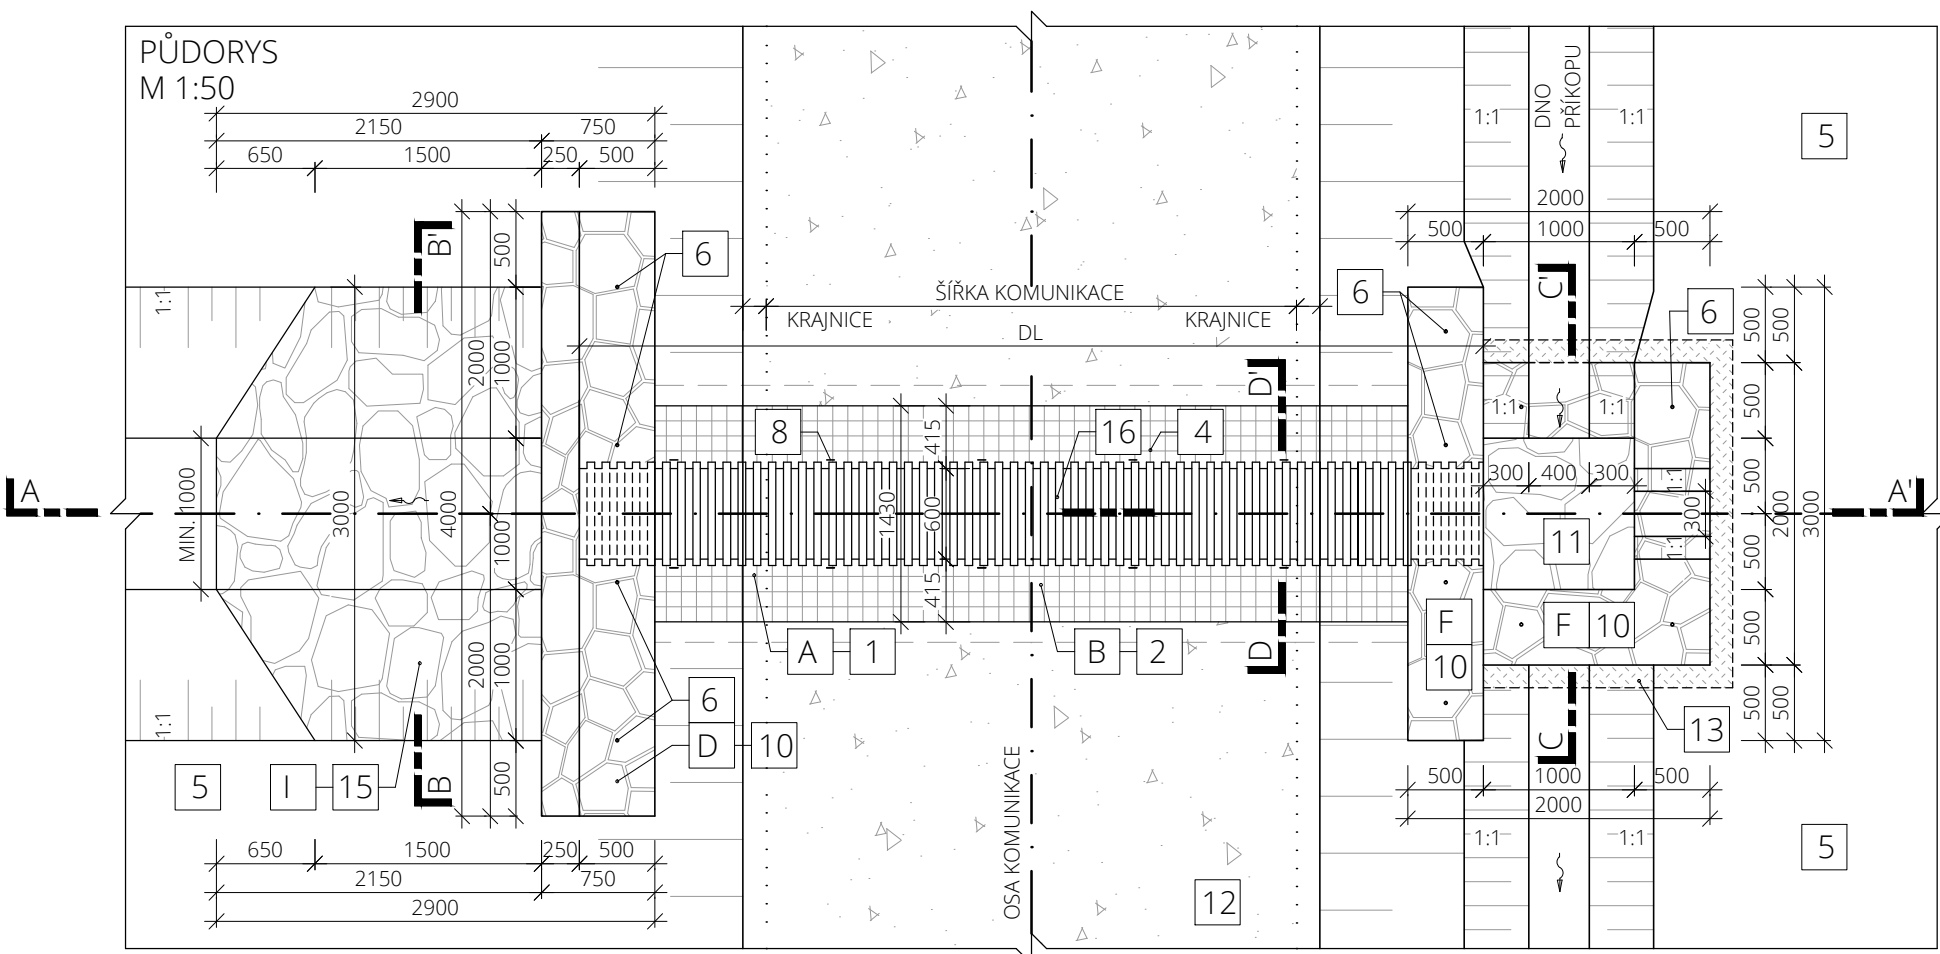 PŮDORYS
M 1:50
2900
2150 750
650 1500 250 500
DNO
PŘÍKOPU
1:1 1:1
5
2000
500 1000 500
B'
500
6
C'
1:1
ŠÍŘKA KOMUNIKACE
6
6
KRAJNICE KRAJNICE
DL
500 500
2000 1000
D'
1:1 1:1
500
8
415
16 4
A
MIN. 1000
3000
4000
1430
600
300 400 300
1:1
500
300
2000
3000
A'
1000
11
1:1
500
415
F
10
F 10
500
A 1
B 2
D
2000 1000
6
D 10
1:1
13
500 500
C
5
I 15
B
500
OSA KOMUNIKACE
500 1000 500
2000
650 1500 250 500
2150 750
2900
1:1 1:1
5
12